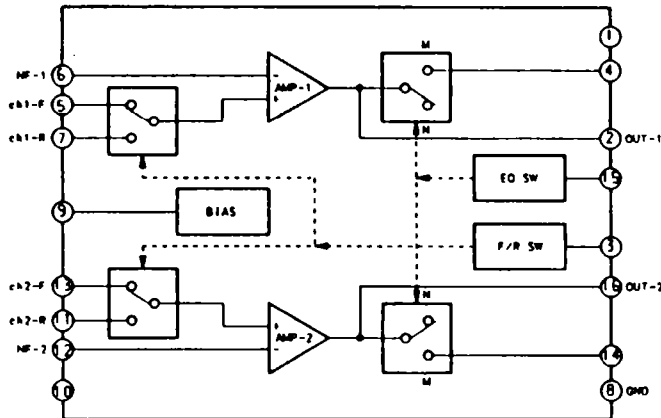 1
M
NF-1 6 AMP-1 4
ch1-F 5
ch1-R 7 N 2 OUT-1
EQ SW 15
9 BIAS
F/R SW 3
ch2-F 13 N 16 OUT-2
ch2-R 11
NF-2 12 AMP-2 14
M
10 8 GND